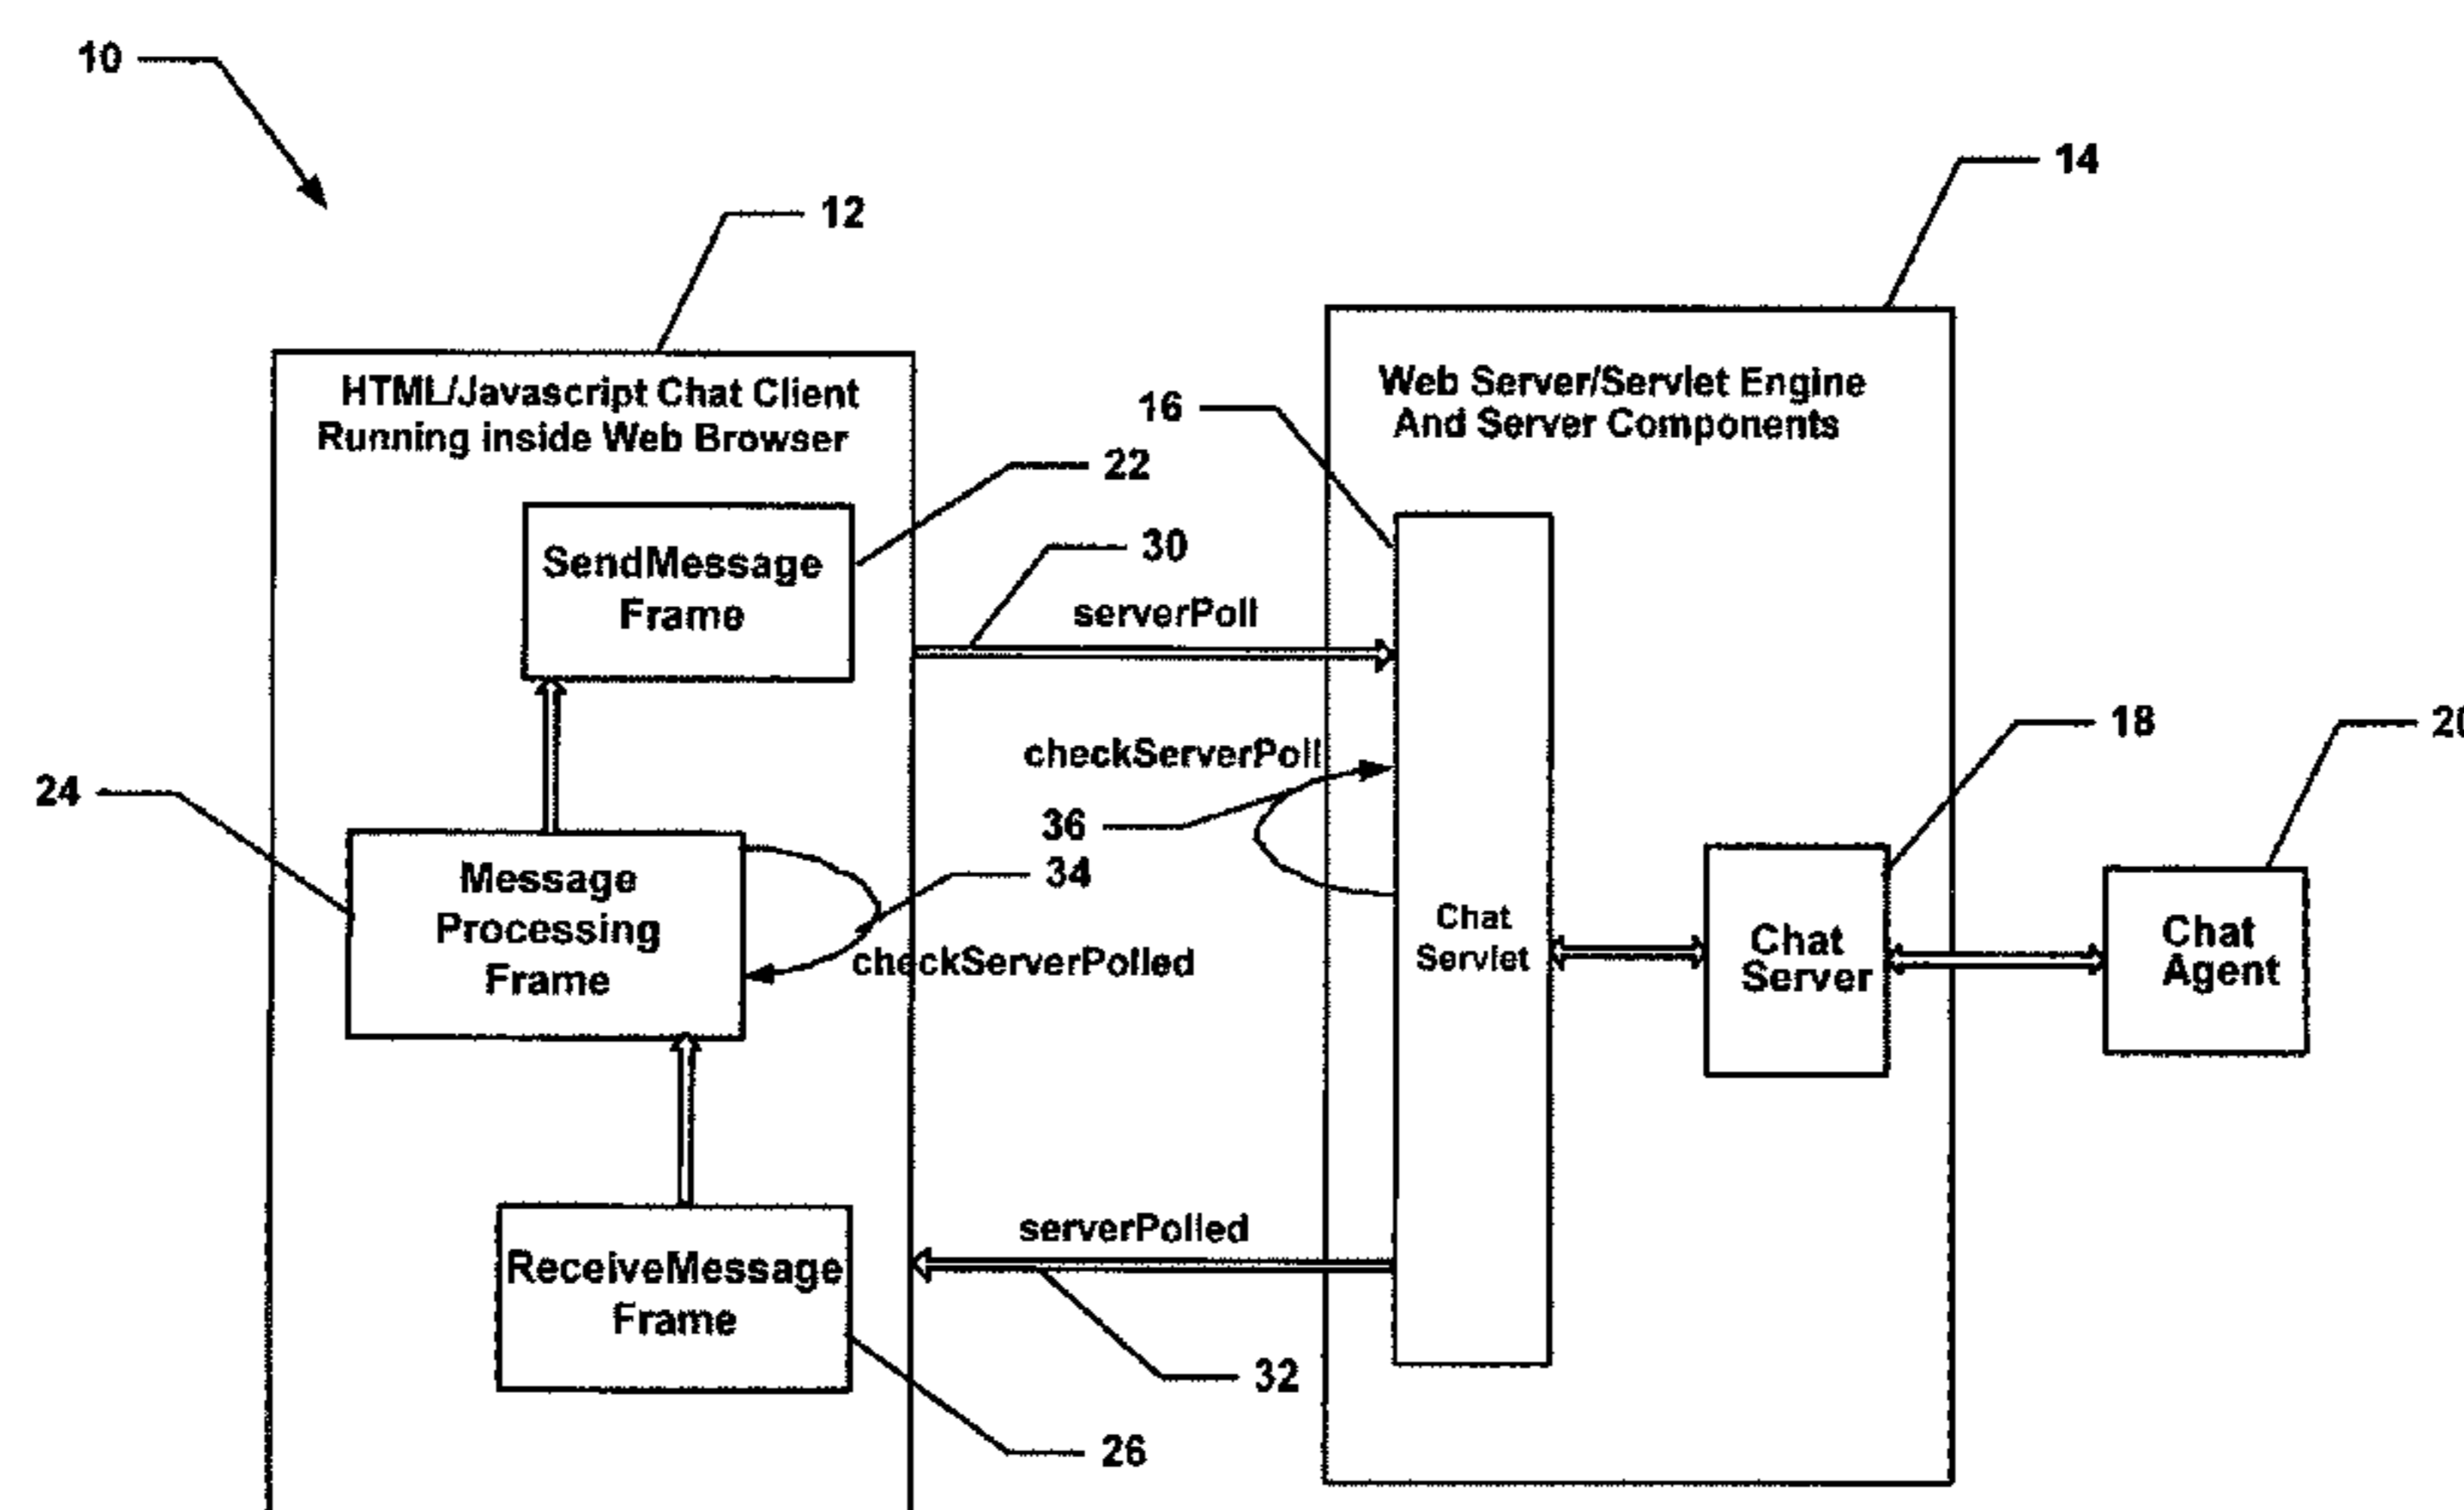 10
14
12
HTML/Javascript Chat Client
Running inside Web Browser
Web Server/Servlet Engine
And Server Components
16
22
SendMessage
Frame
30
serverPoll
checkServerPoll
18
20
24
36
34
Message
Processing
Frame
checkServerPolled
Chat
Servlet
Chat
Server
Chat
Agent
serverPolled
ReceiveMessage
Frame
32
26